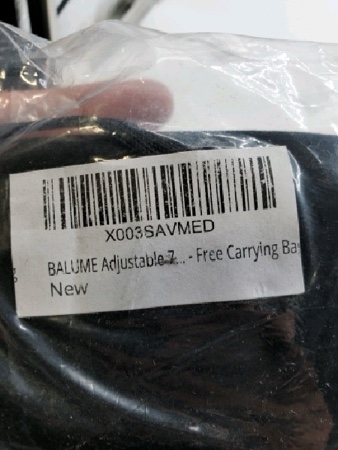 X003SAVMED
BALUME Adjustable 7... - Free Carrying Ba
New